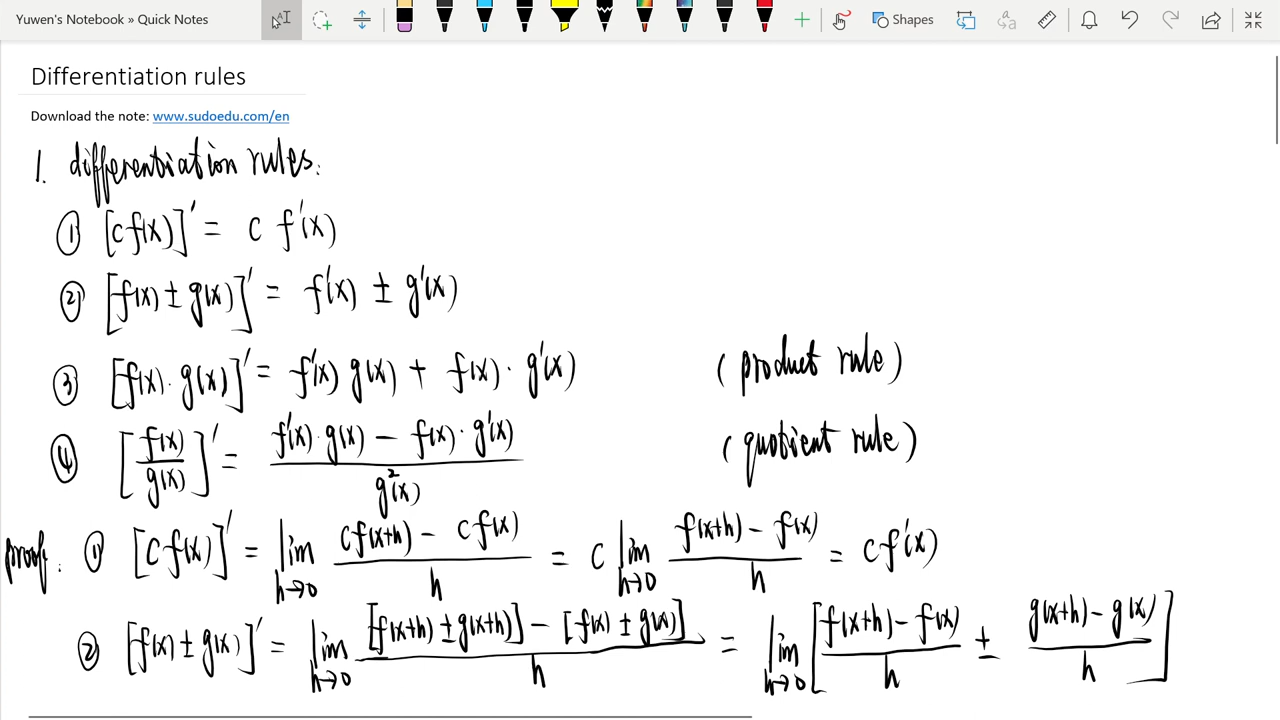 Yuwen's Notebook » Quick Notes
Shapes
Differentiation rules
Download the note: www.sudoedu.com/en
1. differentiation rules:
① [cf(x)]' = c f'(x)
② [f(x) ± g(x)]' = f'(x) ± g'(x)
③ [f(x)·g(x)]' = f'(x) g(x) + f(x)·g'(x) (product rule)
④ [f(x)/g(x)]' = (f'(x)·g(x) − f(x)·g'(x))/g²(x) (quotient rule)
proof: ① [Cf(x)]' = lim h→0 (Cf(x+h) − Cf(x))/h = C lim h→0 (f(x+h) − f(x))/h = Cf'(x)
② [f(x) ± g(x)]' = lim h→0 ([f(x+h) ± g(x+h)] − [f(x) ± g(x)])/h = lim h→0 [(f(x+h) − f(x))/h ± (g(x+h) − g(x))/h]